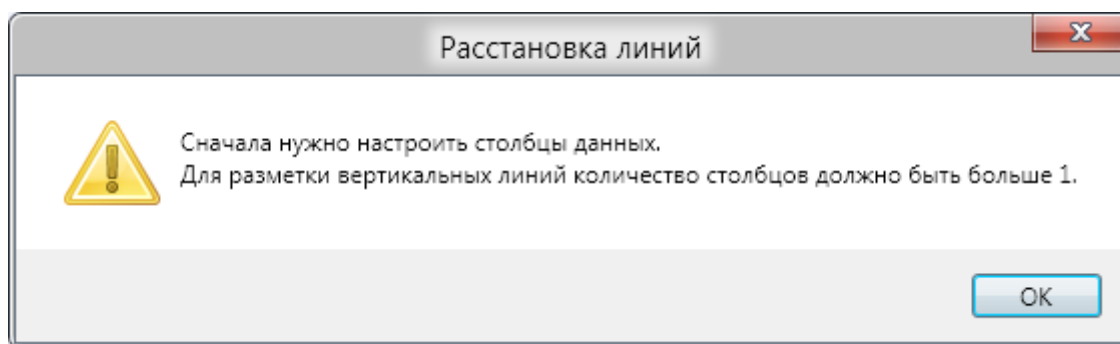 Расстановка линий
Сначала нужно настроить столбцы данных.
Для разметки вертикальных линий количество столбцов должно быть больше 1.
OK